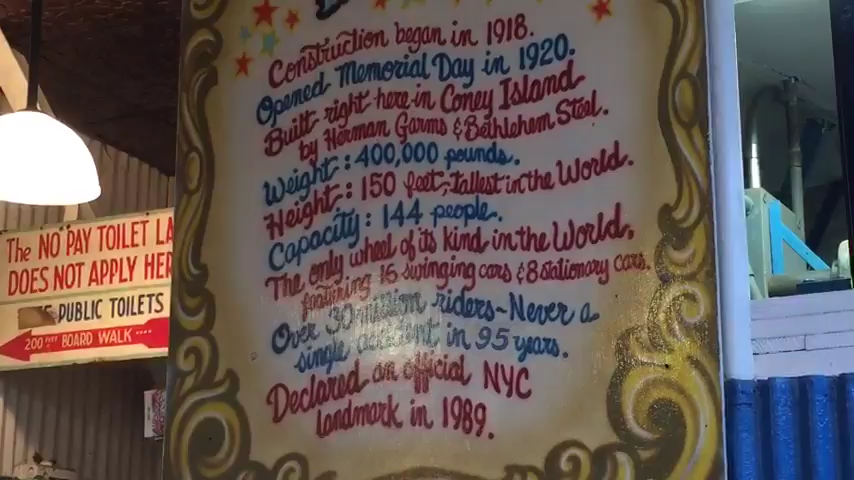 Construction began in 1918.
Opened Memorial Day in 1920.
Built right here in Coney Island
by Herman Garms & Bethlehem Steel.
Weight: 400,000 pounds.
Height: 150 feet, tallest in the World.
Capacity: 144 people.
The only wheel of its kind in the World,
featuring 16 swinging cars & 8 stationary cars.
Over 30 million riders-Never a
single accident in 95 years.
Declared an official NYC
landmark in 1989.
The NO PAY TOILET LA
DOES NOT APPLY HER
PUBLIC TOILETS
200 FEET BOARD WALK